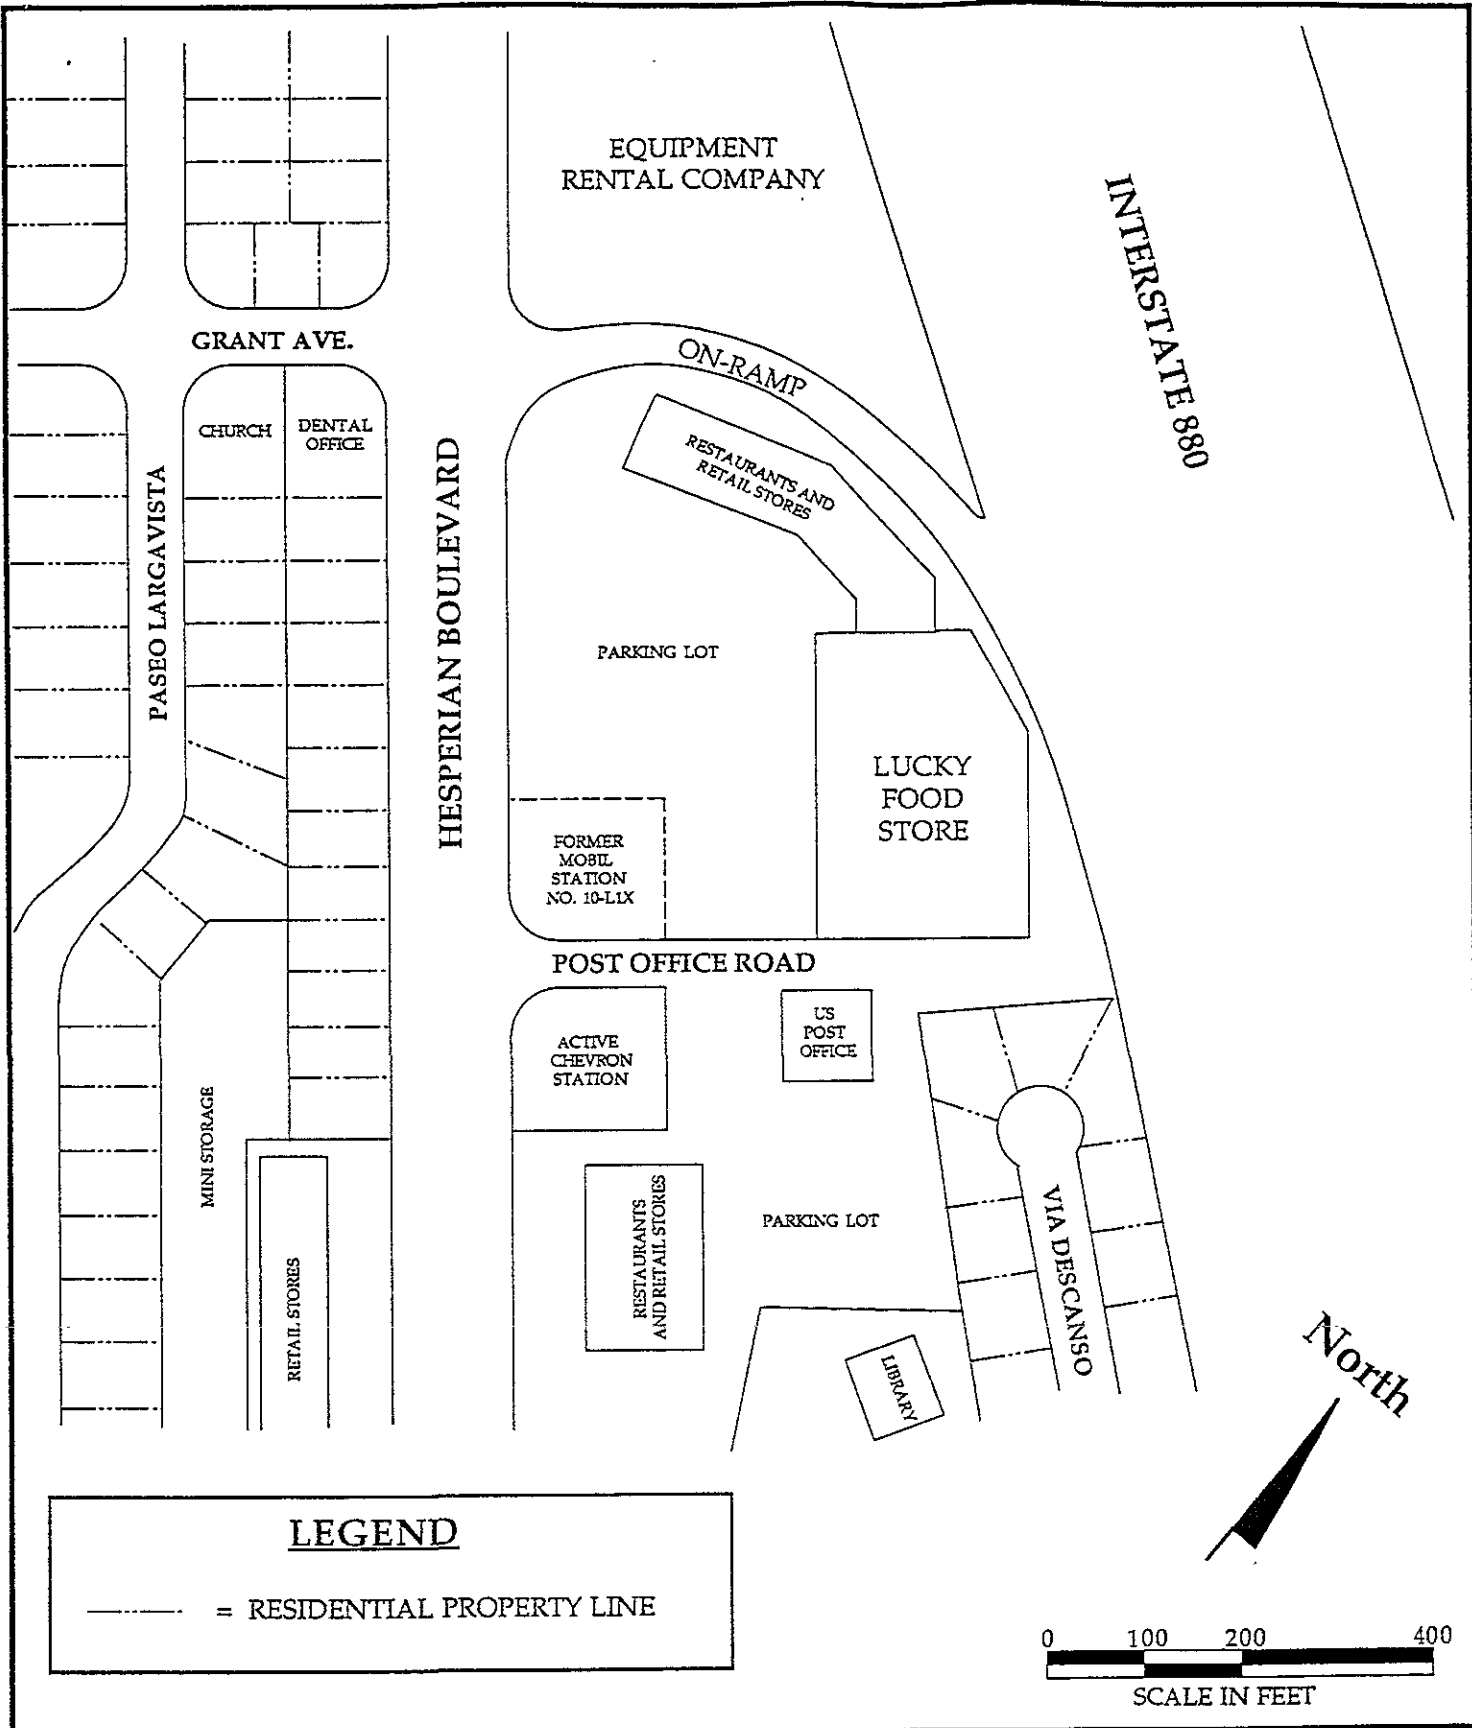 EQUIPMENT
RENTAL COMPANY
INTERSTATE 880
GRANT AVE.
ON-RAMP
CHURCH
DENTAL
OFFICE
RESTAURANTS AND
RETAIL STORES
PASEO LARGAVISTA
HESPERIAN BOULEVARD
PARKING LOT
LUCKY
FOOD
STORE
FORMER
MOBIL
STATION
NO. 10-L1X
POST OFFICE ROAD
US
POST
OFFICE
ACTIVE
CHEVRON
STATION
MINI STORAGE
RETAIL STORES
RESTAURANTS
AND RETAIL STORES
PARKING LOT
VIA DESCANSO
LIBRARY
North
LEGEND
= RESIDENTIAL PROPERTY LINE
0 100 200 400
SCALE IN FEET